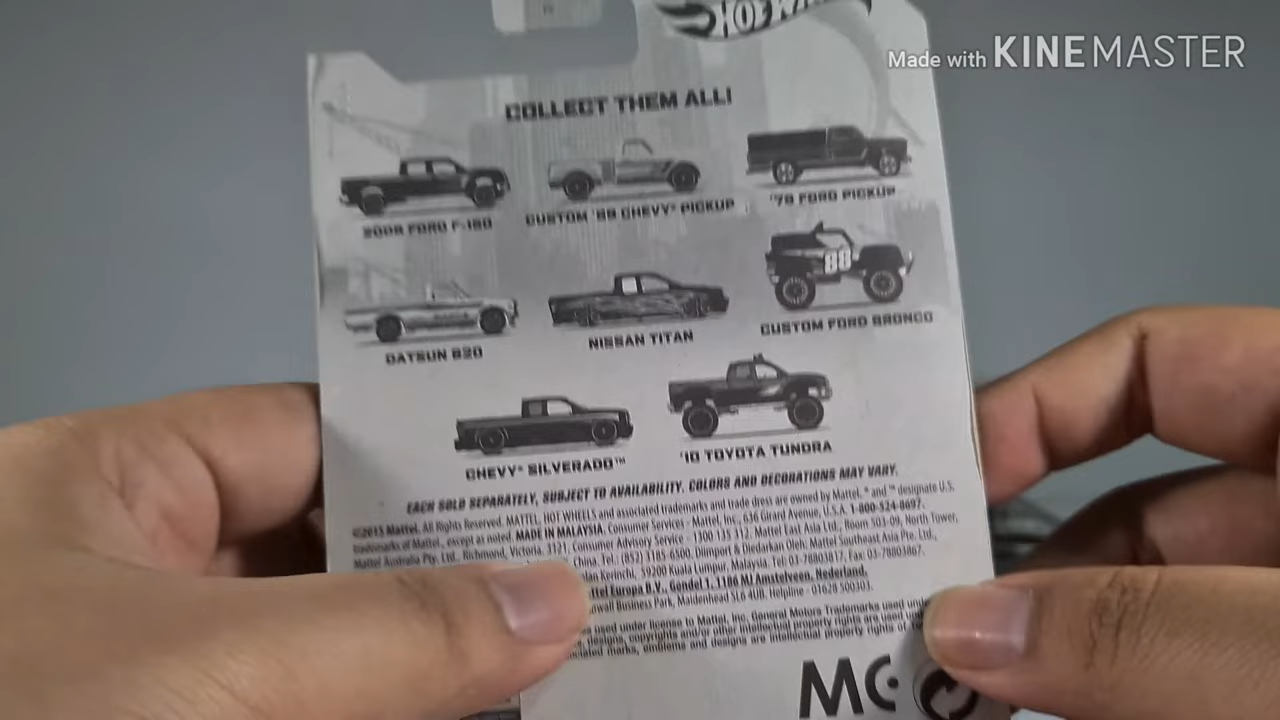 HOT WH
Made with KINEMASTER
COLLECT THEM ALL!
2009 FORD F-150
CUSTOM '69 CHEVY® PICKUP
'79 FORD PICKUP
DATSUN 620
NISSAN TITAN
CUSTOM FORD BRONCO
88
CHEVY® SILVERADO™
'10 TOYOTA TUNDRA
EACH SOLD SEPARATELY, SUBJECT TO AVAILABILITY. COLORS AND DECORATIONS MAY VARY.
©2015 Mattel. All Rights Reserved. MATTEL, HOT WHEELS and associated trademarks and trade dress are owned by Mattel. ® and ™ designate U.S.
trademarks of Mattel, except as noted. MADE IN MALAYSIA. Consumer Services - Mattel, Inc., 636 Girard Avenue, U.S.A. 1-800-524-8697.
Mattel Australia Pty. Ltd., Richmond, Victoria. 3121. Consumer Advisory Service - 1300 135 312. Mattel East Asia Ltd., Room 503-09, North Tower,
China. Tel.: (852) 3185-6500. Diimport & Diedarkan Oleh: Mattel Southeast Asia Pte. Ltd.,
Kerinchi, 59200 Kuala Lumpur, Malaysia. Tel: 03-78803817, Fax: 03-78803867.
Europa B.V., Gondel 1, 1186 MJ Amstelveen, Nederland.
Business Park, Maidenhead SL6 4UB. Helpline - 01628 500303.
used under license to Mattel, Inc. General Motors Trademarks used
design, copyrights and/or other intellectual property rights are used
marks, emblems and designs are intellectual property rights of